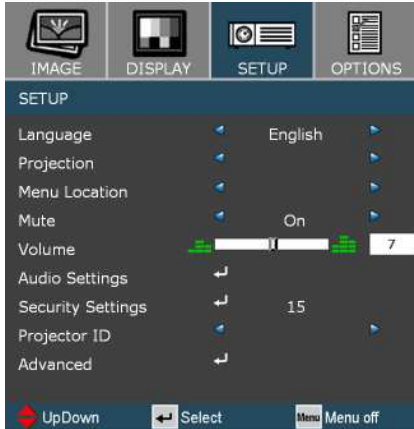 IMAGE DISPLAY SETUP OPTIONS
SETUP
Language English
Projection
Menu Location
Mute On
Volume 7
Audio Settings
Security Settings 15
Projector ID
Advanced
UpDown Select Menu Menu off